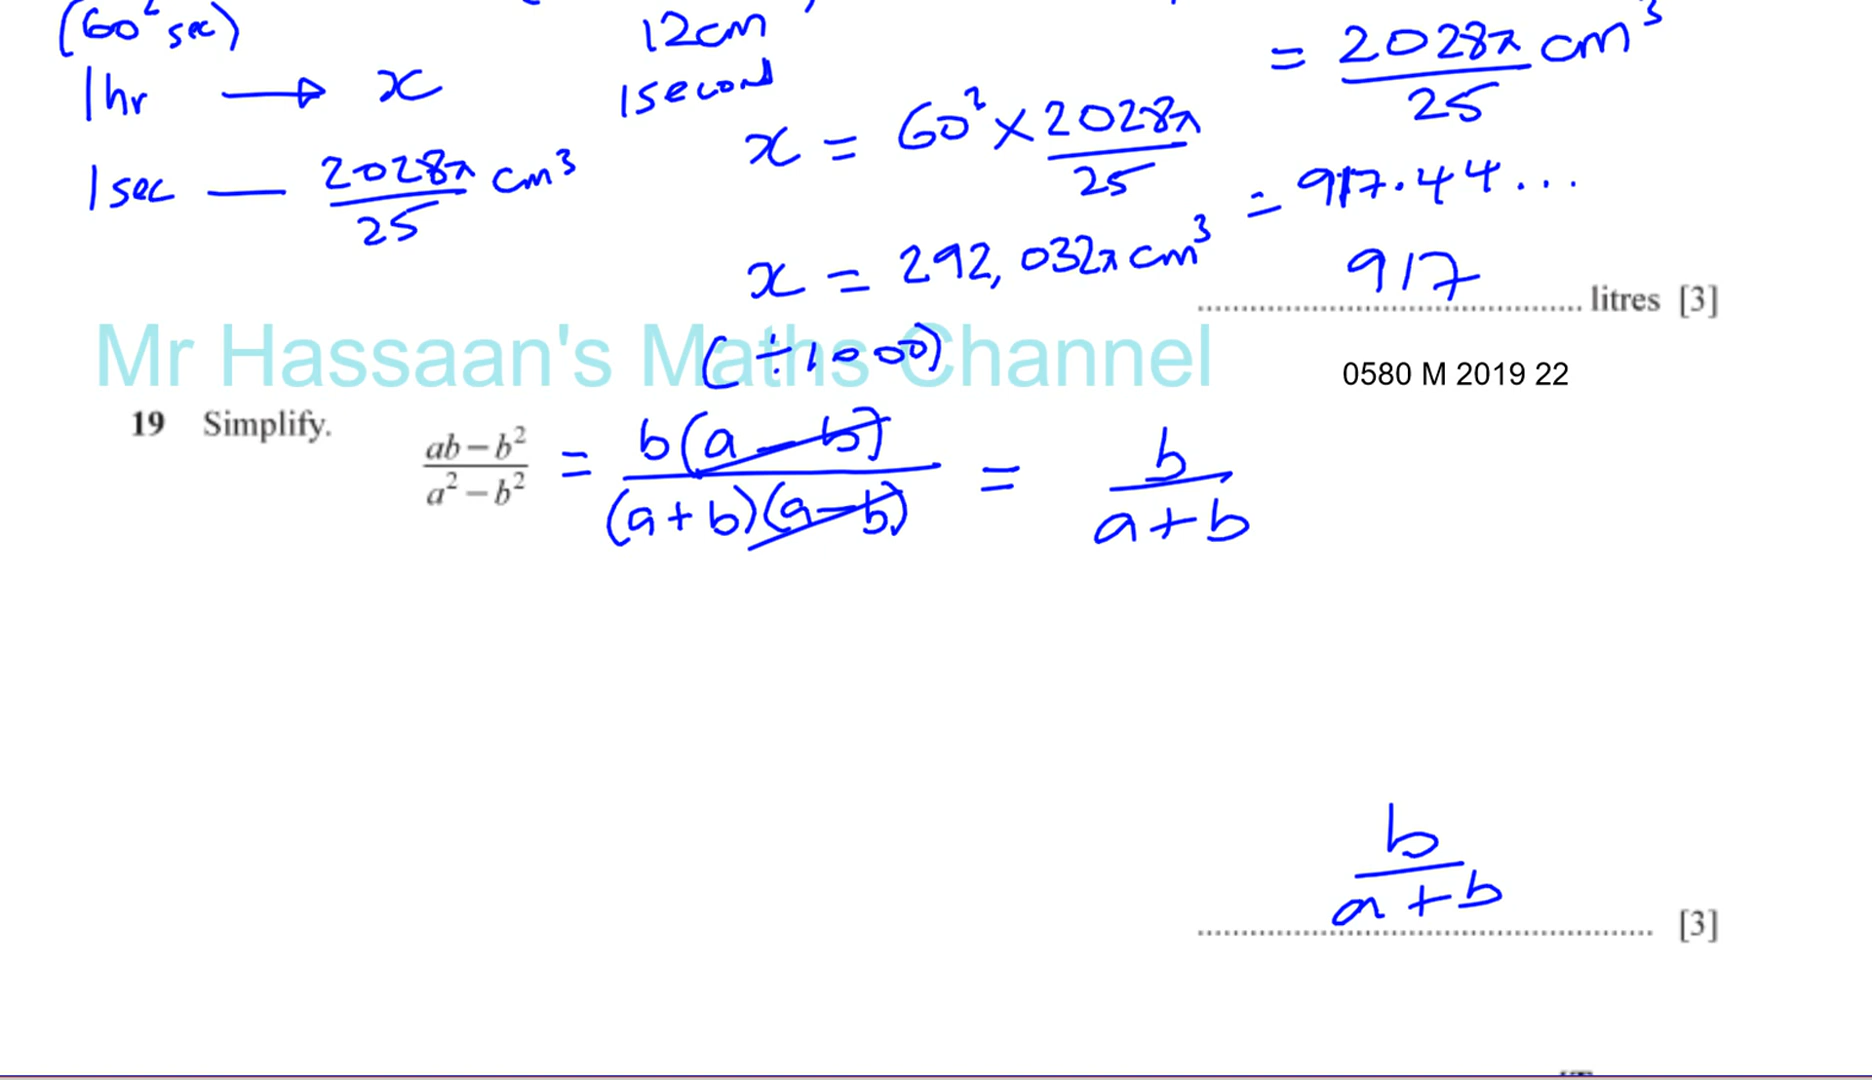 (60² sec)
12cm
= 2028π/25 cm³
1hr → x
1second
x = 60² × 2028π/25
= 917.44...
1sec — 2028π/25 cm³
x = 292,032π cm³
917
litres [3]
(÷1000)
Mr Hassaan's Maths Channel
0580 M 2019 22
19 Simplify.
ab – b²/a² – b² = b(a – b)/(a + b)(a – b) = b/a + b
b/a + b
[3]